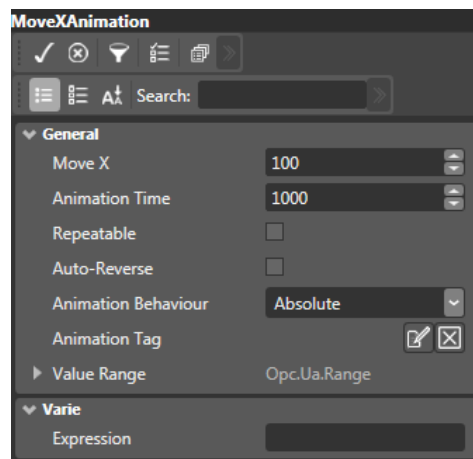 MoveXAnimation
Search:
General
Move X 100
Animation Time 1000
Repeatable
Auto-Reverse
Animation Behaviour Absolute
Animation Tag
Value Range Opc.Ua.Range
Varie
Expression